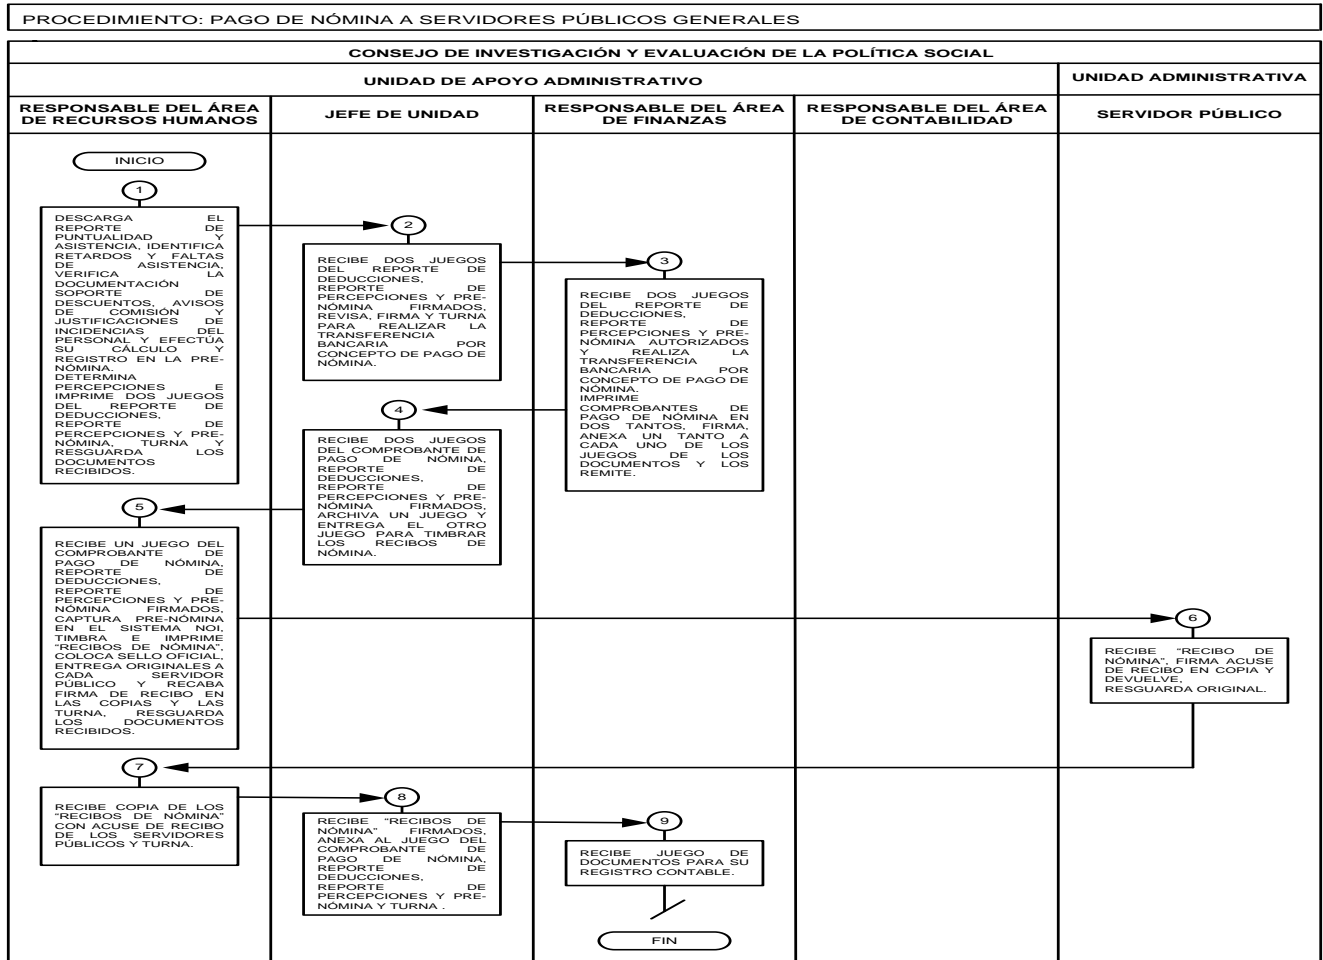 PROCEDIMIENTO: PAGO DE NÓMINA A SERVIDORES PÚBLICOS GENERALES
CONSEJO DE INVESTIGACIÓN Y EVALUACIÓN DE LA POLÍTICA SOCIAL
UNIDAD DE APOYO ADMINISTRATIVO
UNIDAD ADMINISTRATIVA
RESPONSABLE DEL ÁREA
DE RECURSOS HUMANOS
JEFE DE UNIDAD
RESPONSABLE DEL ÁREA
DE FINANZAS
RESPONSABLE DEL ÁREA
DE CONTABILIDAD
SERVIDOR PÚBLICO
INICIO
1
DESCARGA EL
REPORTE DE
PUNTUALIDAD Y
ASISTENCIA, IDENTIFICA
RETARDOS Y FALTAS
DE ASISTENCIA,
VERIFICA LA
DOCUMENTACIÓN
SOPORTE DE
DESCUENTOS, AVISOS
DE COMISIÓN Y
JUSTIFICACIONES DE
INCIDENCIAS DEL
PERSONAL Y EFECTÚA
SU CÁLCULO Y
REGISTRO EN LA PRE-
NÓMINA.
DETERMINA
PERCEPCIONES E
IMPRIME DOS JUEGOS
DEL REPORTE DE
DEDUCCIONES,
REPORTE DE
PERCEPCIONES Y PRE-
NÓMINA, TURNA Y
RESGUARDA LOS
DOCUMENTOS
RECIBIDOS.
2
RECIBE DOS JUEGOS
DEL REPORTE DE
DEDUCCIONES,
REPORTE DE
PERCEPCIONES Y PRE-
NÓMINA FIRMADOS,
REVISA, FIRMA Y TURNA
PARA REALIZAR LA
TRANSFERENCIA
BANCARIA POR
CONCEPTO DE PAGO DE
NÓMINA.
3
RECIBE DOS JUEGOS
DEL REPORTE DE
DEDUCCIONES,
REPORTE DE
PERCEPCIONES Y PRE-
NÓMINA AUTORIZADOS
Y REALIZA LA
TRANSFERENCIA
BANCARIA POR
CONCEPTO DE PAGO DE
NÓMINA.
IMPRIME
COMPROBANTES DE
PAGO DE NÓMINA EN
DOS TANTOS, FIRMA,
ANEXA UN TANTO A
CADA UNO DE LOS
JUEGOS DE LOS
DOCUMENTOS Y LOS
REMITE.
4
RECIBE DOS JUEGOS
DEL COMPROBANTE DE
PAGO DE NÓMINA,
REPORTE DE
DEDUCCIONES,
REPORTE DE
PERCEPCIONES Y PRE-
NÓMINA FIRMADOS,
ARCHIVA UN JUEGO Y
ENTREGA EL OTRO
JUEGO PARA TIMBRAR
LOS RECIBOS DE
NÓMINA.
5
RECIBE UN JUEGO DEL
COMPROBANTE DE
PAGO DE NÓMINA,
REPORTE DE
DEDUCCIONES,
REPORTE DE
PERCEPCIONES Y PRE-
NÓMINA FIRMADOS,
CAPTURA PRE-NÓMINA
EN EL SISTEMA NOI,
TIMBRA E IMPRIME
“RECIBOS DE NÓMINA”,
COLOCA SELLO OFICIAL,
ENTREGA ORIGINALES A
CADA SERVIDOR
PÚBLICO Y RECABA
FIRMA DE RECIBO EN
LAS COPIAS Y LAS
TURNA, RESGUARDA
LOS DOCUMENTOS
RECIBIDOS.
6
RECIBE “RECIBO DE
NÓMINA”, FIRMA ACUSE
DE RECIBO EN COPIA Y
DEVUELVE,
RESGUARDA ORIGINAL.
7
RECIBE COPIA DE LOS
“RECIBOS DE NÓMINA”
CON ACUSE DE RECIBO
DE LOS SERVIDORES
PÚBLICOS Y TURNA.
8
RECIBE “RECIBOS DE
NÓMINA” FIRMADOS,
ANEXA AL JUEGO DEL
COMPROBANTE DE
PAGO DE NÓMINA,
REPORTE DE
DEDUCCIONES,
REPORTE DE
PERCEPCIONES Y PRE-
NÓMINA Y TURNA .
9
RECIBE JUEGO DE
DOCUMENTOS PARA SU
REGISTRO CONTABLE.
FIN